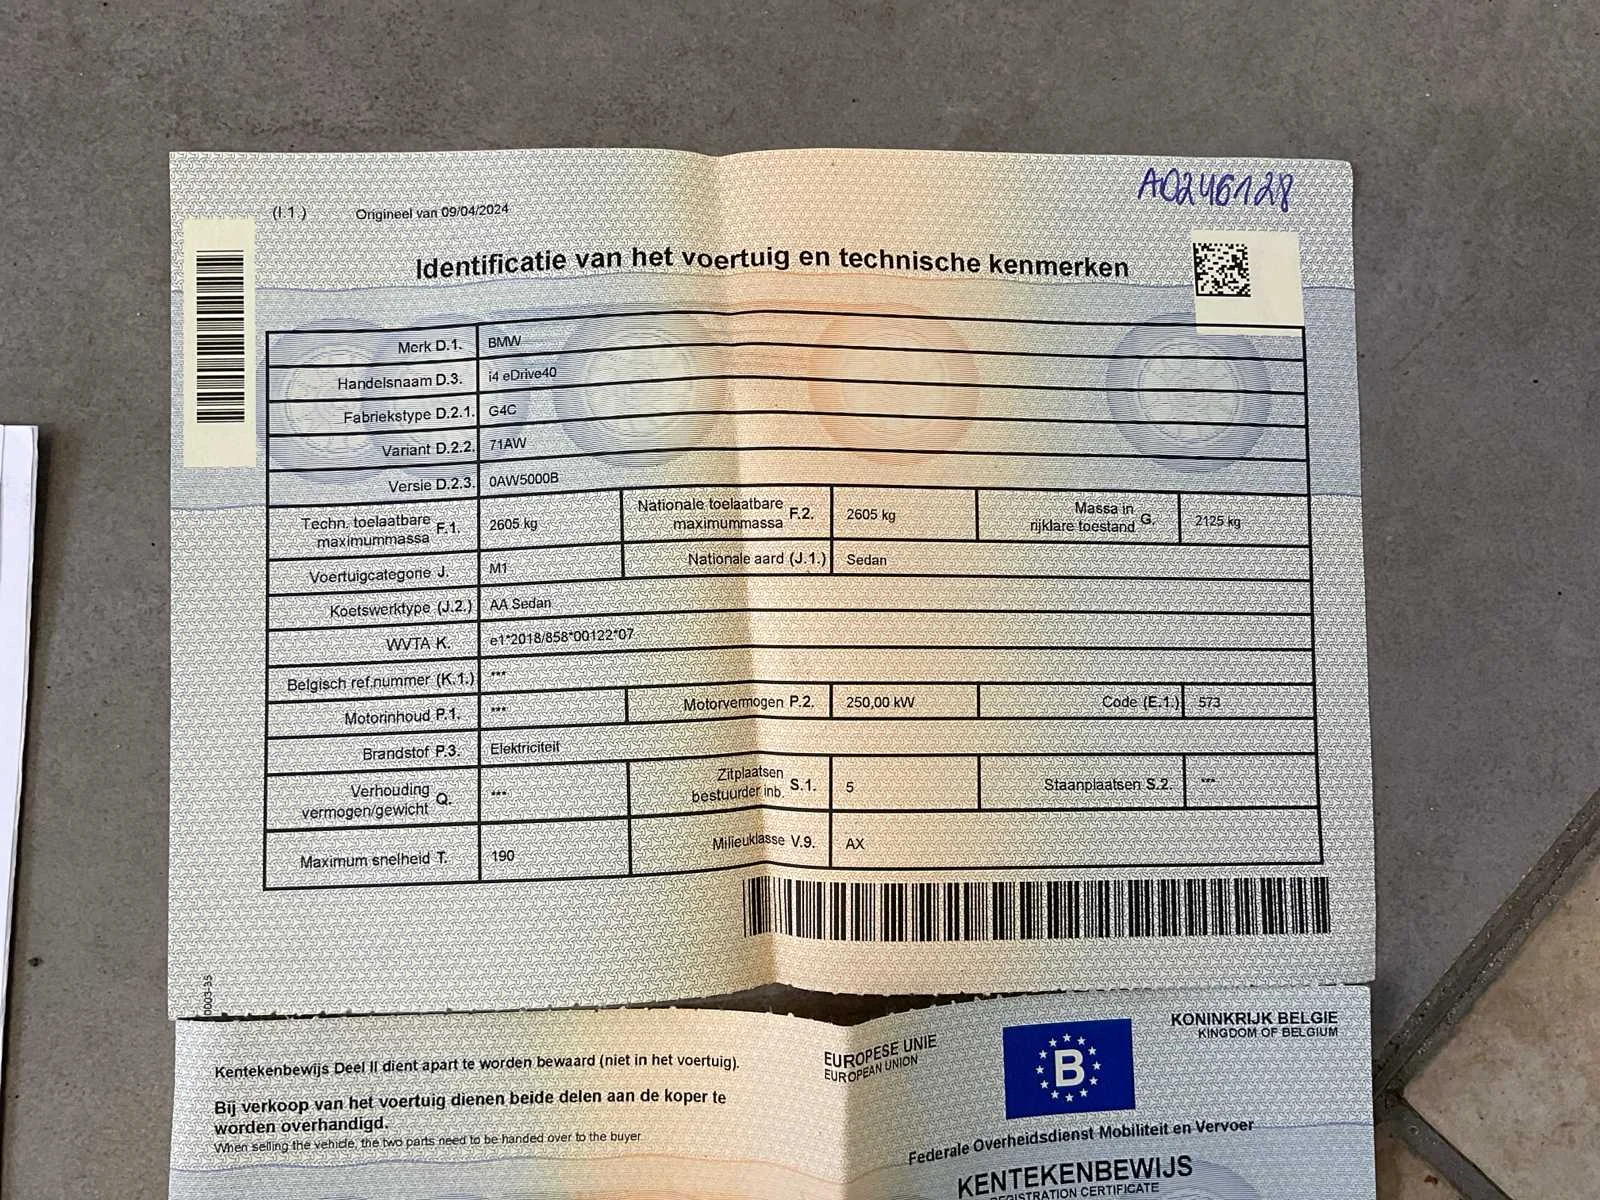 A0246128
(I.1.) Origineel van 09/04/2024
Identificatie van het voertuig en technische kenmerken
Merk D.1. BMW
Handelsnaam D.3. i4 eDrive40
Fabriekstype D.2.1. G4C
Variant D.2.2. 71AW
Versie D.2.3. 0AW5000B
Techn. toelaatbare maximummassa F.1. 2605 kg Nationale toelaatbare maximummassa F.2. 2605 kg Massa in rijklare toestand G. 2125 kg
Voertuigcategorie J. M1 Nationale aard (J.1.) Sedan
Koetswerktype (J.2.) AA Sedan
WVTA K. e1*2018/858*00122*07
Belgisch ref.nummer (K.1.) ***
Motorinhoud P.1. *** Motorvermogen P.2. 250,00 kW Code (E.1.) 573
Brandstof P.3. Elektriciteit
Verhouding vermogen/gewicht Q. *** Zitplaatsen bestuurder inb. S.1. 5 Staanplaatsen S.2. ***
Maximum snelheid T. 190 Milieuklasse V.9. AX
Kentekenbewijs Deel II dient apart te worden bewaard (niet in het voertuig).
Bij verkoop van het voertuig dienen beide delen aan de koper te
worden overhandigd.
When selling the vehicle, the two parts need to be handed over to the buyer.
EUROPESE UNIE
EUROPEAN UNION
B
KONINKRIJK BELGIE
KINGDOM OF BELGIUM
Federale Overheidsdienst Mobiliteit en Vervoer
KENTEKENBEWIJS
REGISTRATION CERTIFICATE